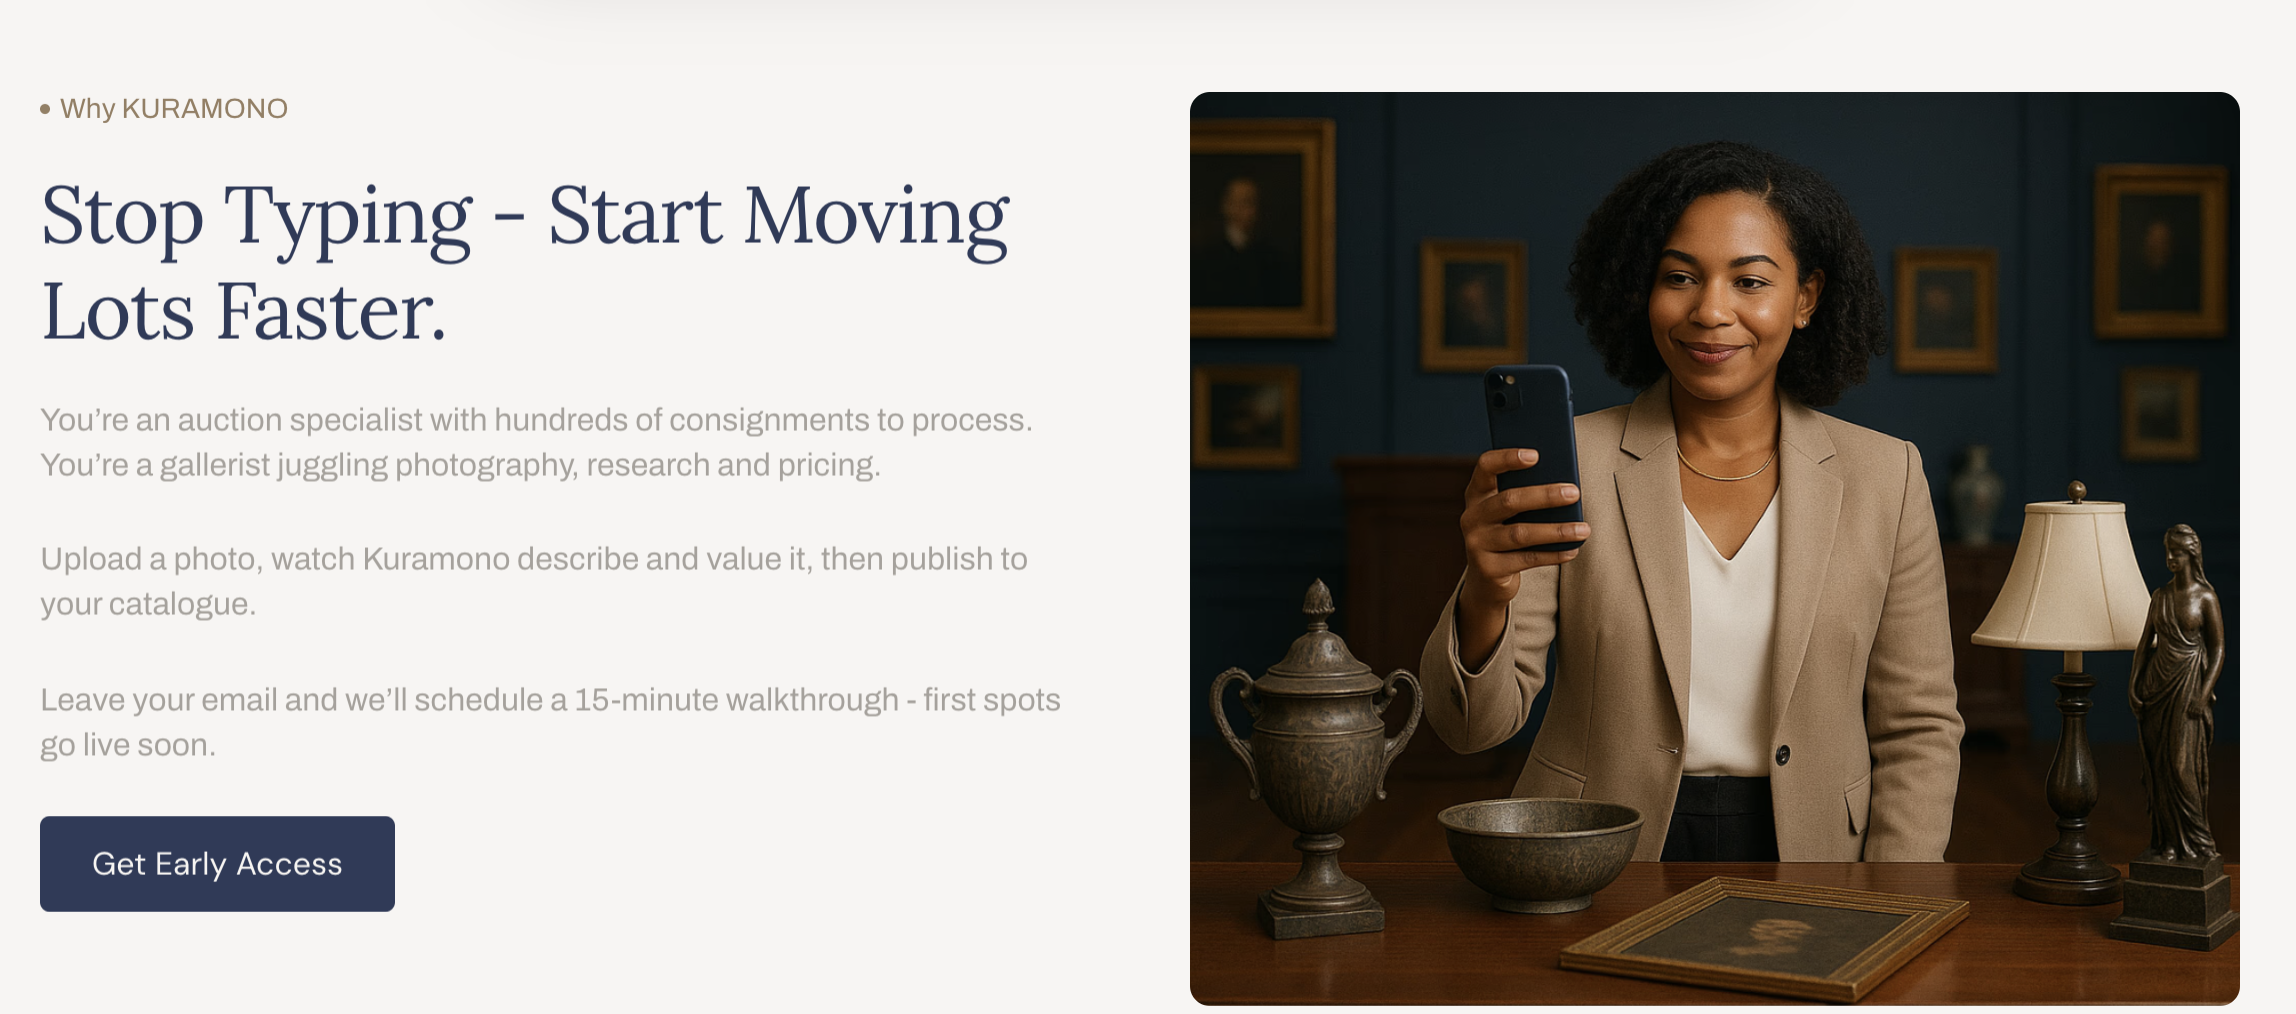 Why KURAMONO
Stop Typing - Start Moving
Lots Faster.
You’re an auction specialist with hundreds of consignments to process.
You’re a gallerist juggling photography, research and pricing.
Upload a photo, watch Kuramono describe and value it, then publish to
your catalogue.
Leave your email and we’ll schedule a 15-minute walkthrough - first spots
go live soon.
Get Early Access